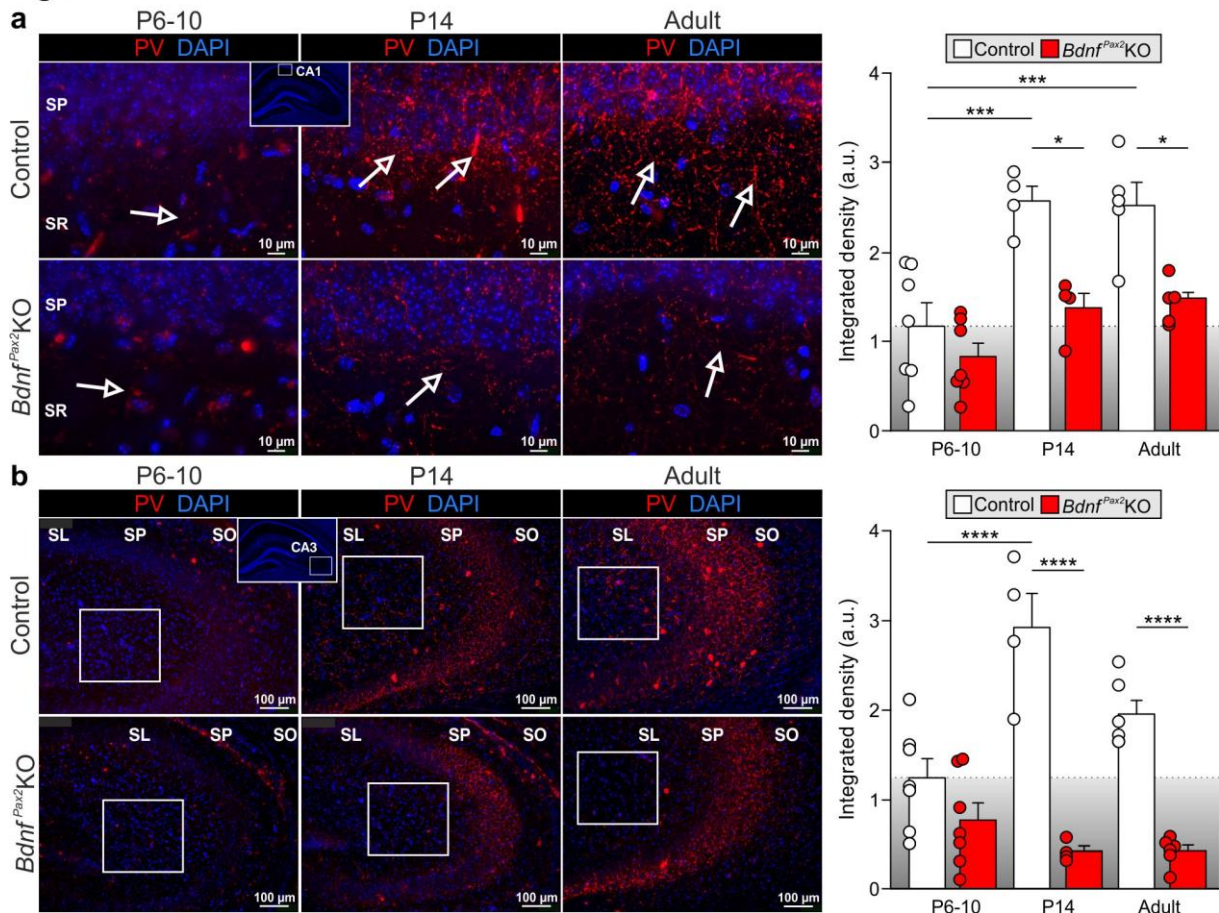 a
P6-10 P14 Adult
PV DAPI PV DAPI PV DAPI
CA1
Control
SP
SR
10 µm 10 µm 10 µm
Bdnf^Pax2KO
SP
SR
10 µm 10 µm 10 µm
Control Bdnf^Pax2KO
Integrated density (a.u.)
4
3
2
1
0
***
***
* *
P6-10 P14 Adult
b
P6-10 P14 Adult
PV DAPI PV DAPI PV DAPI
CA3
Control
SL SP SO SL SP SO SL SP SO
100 µm 100 µm 100 µm
Bdnf^Pax2KO
SL SP SO SL SP SO SL SP SO
100 µm 100 µm 100 µm
Control Bdnf^Pax2KO
Integrated density (a.u.)
4
3
2
1
0
****
****
****
P6-10 P14 Adult